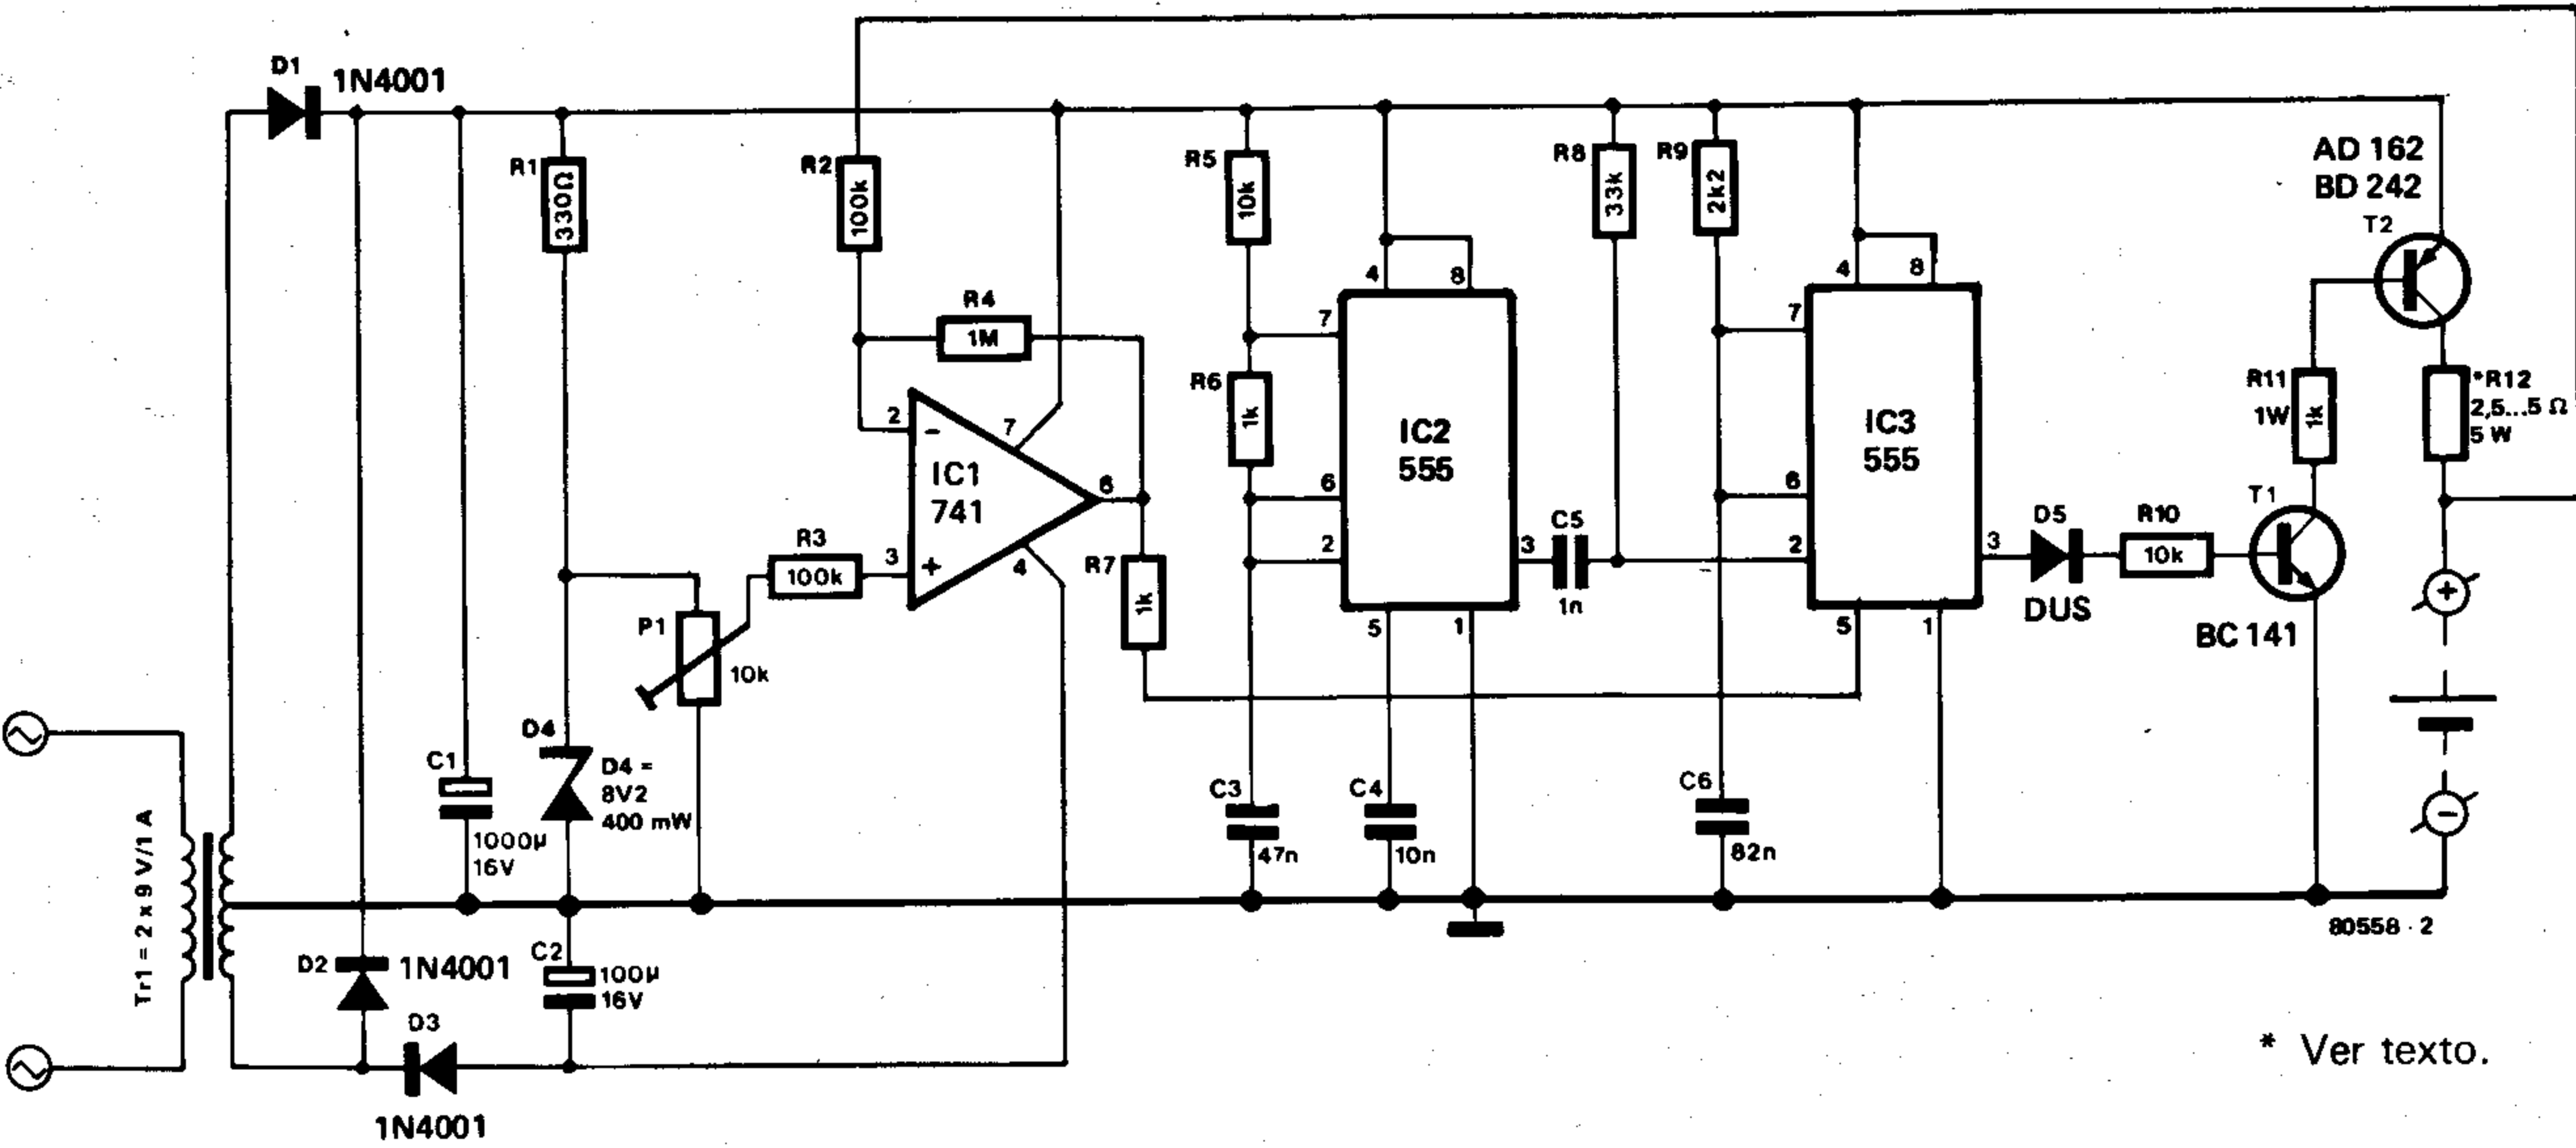 D1
1N4001
R1
330Ω
R2
100k
R4
1M
2
−
7
IC1
741
6
3
+
4
R3
100k
P1
10k
R7
1k
D4
D4 =
8V2
400 mW
C1
1000µ
16V
Tr1 = 2 x 9 V/1 A
D2
1N4001
C2
100µ
16V
D3
1N4001
R5
10k
R6
1k
4
8
7
6
2
IC2
555
3
5
1
C3
47n
C4
10n
C5
1n
R8
33k
R9
2k2
4
8
7
6
2
IC3
555
3
5
1
C6
82n
D5
DUS
R10
10k
T1
BC 141
R11
1W
1k
AD 162
BD 242
T2
*R12
2,5...5 Ω
5 W
+
−
80558 · 2
* Ver texto.